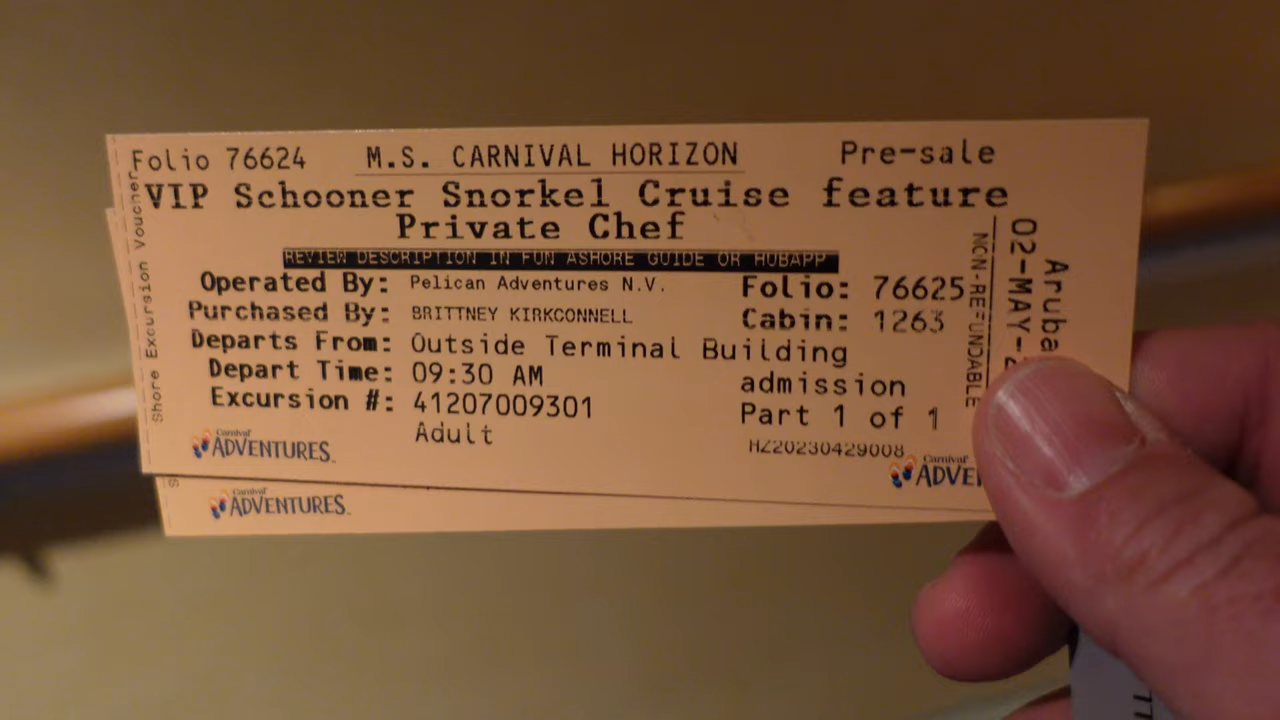 Folio 76624 M.S. CARNIVAL HORIZON Pre-sale
VIP Schooner Snorkel Cruise feature
Private Chef
REVIEW DESCRIPTION IN FUN ASHORE GUIDE OR HUBAPP
Operated By: Pelican Adventures N.V. Folio: 76625
Purchased By: BRITTNEY KIRKCONNELL Cabin: 1263
Departs From: Outside Terminal Building
Depart Time: 09:30 AM admission
Excursion #: 41207009301 Part 1 of 1
Adult
HZ20230429008
Carnival
ADVENTURES
Carnival
Shore Excursion Voucher
NON-REFUNDABLE
02-MAY-
Aruba
Carnival
ADVENTURES